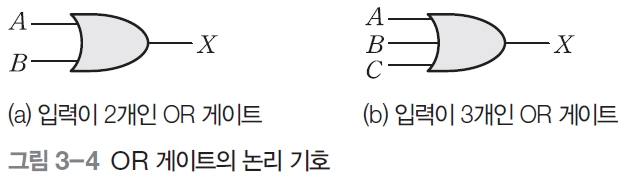 A
B
X
A
B
C
X
(a) 입력이 2개인 OR 게이트
(b) 입력이 3개인 OR 게이트
그림 3-4 OR 게이트의 논리 기호